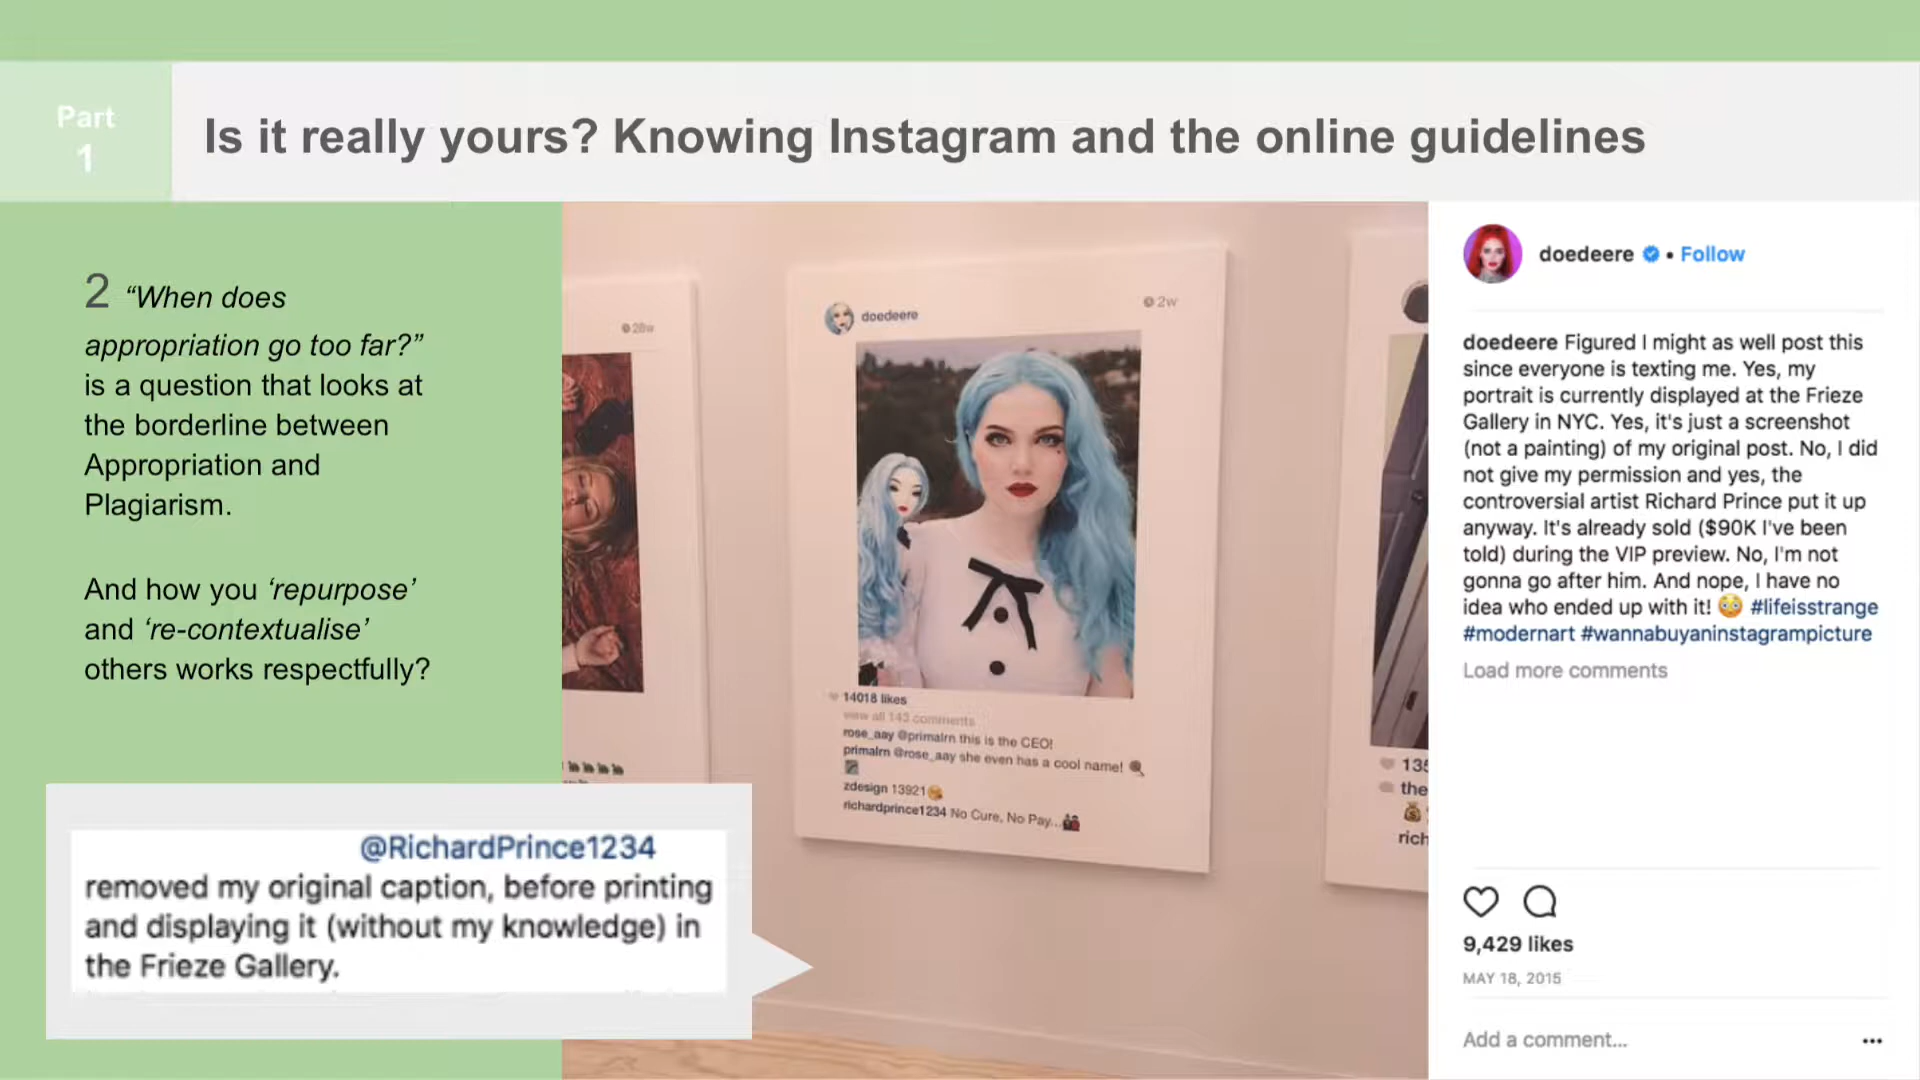 Part
1
Is it really yours? Knowing Instagram and the online guidelines
2 “When does
appropriation go too far?”
is a question that looks at
the borderline between
Appropriation and
Plagiarism.
And how you ‘repurpose’
and ‘re-contextualise’
others works respectfully?
@RichardPrince1234
removed my original caption, before printing
and displaying it (without my knowledge) in
the Frieze Gallery.
28w
doedeere
2w
14018 likes
view all 143 comments
rose_aay @primalrn this is the CEO!
primalrn @rose_aay she even has a cool name!
zdesign 13921
richardprince1234 No Cure, No Pay...
135
the
rich
doedeere • Follow
doedeere Figured I might as well post this
since everyone is texting me. Yes, my
portrait is currently displayed at the Frieze
Gallery in NYC. Yes, it's just a screenshot
(not a painting) of my original post. No, I did
not give my permission and yes, the
controversial artist Richard Prince put it up
anyway. It's already sold ($90K I've been
told) during the VIP preview. No, I'm not
gonna go after him. And nope, I have no
idea who ended up with it! 😳 #lifeisstrange
#modernart #wannabuyaninstagrampicture
Load more comments
9,429 likes
MAY 18, 2015
Add a comment...